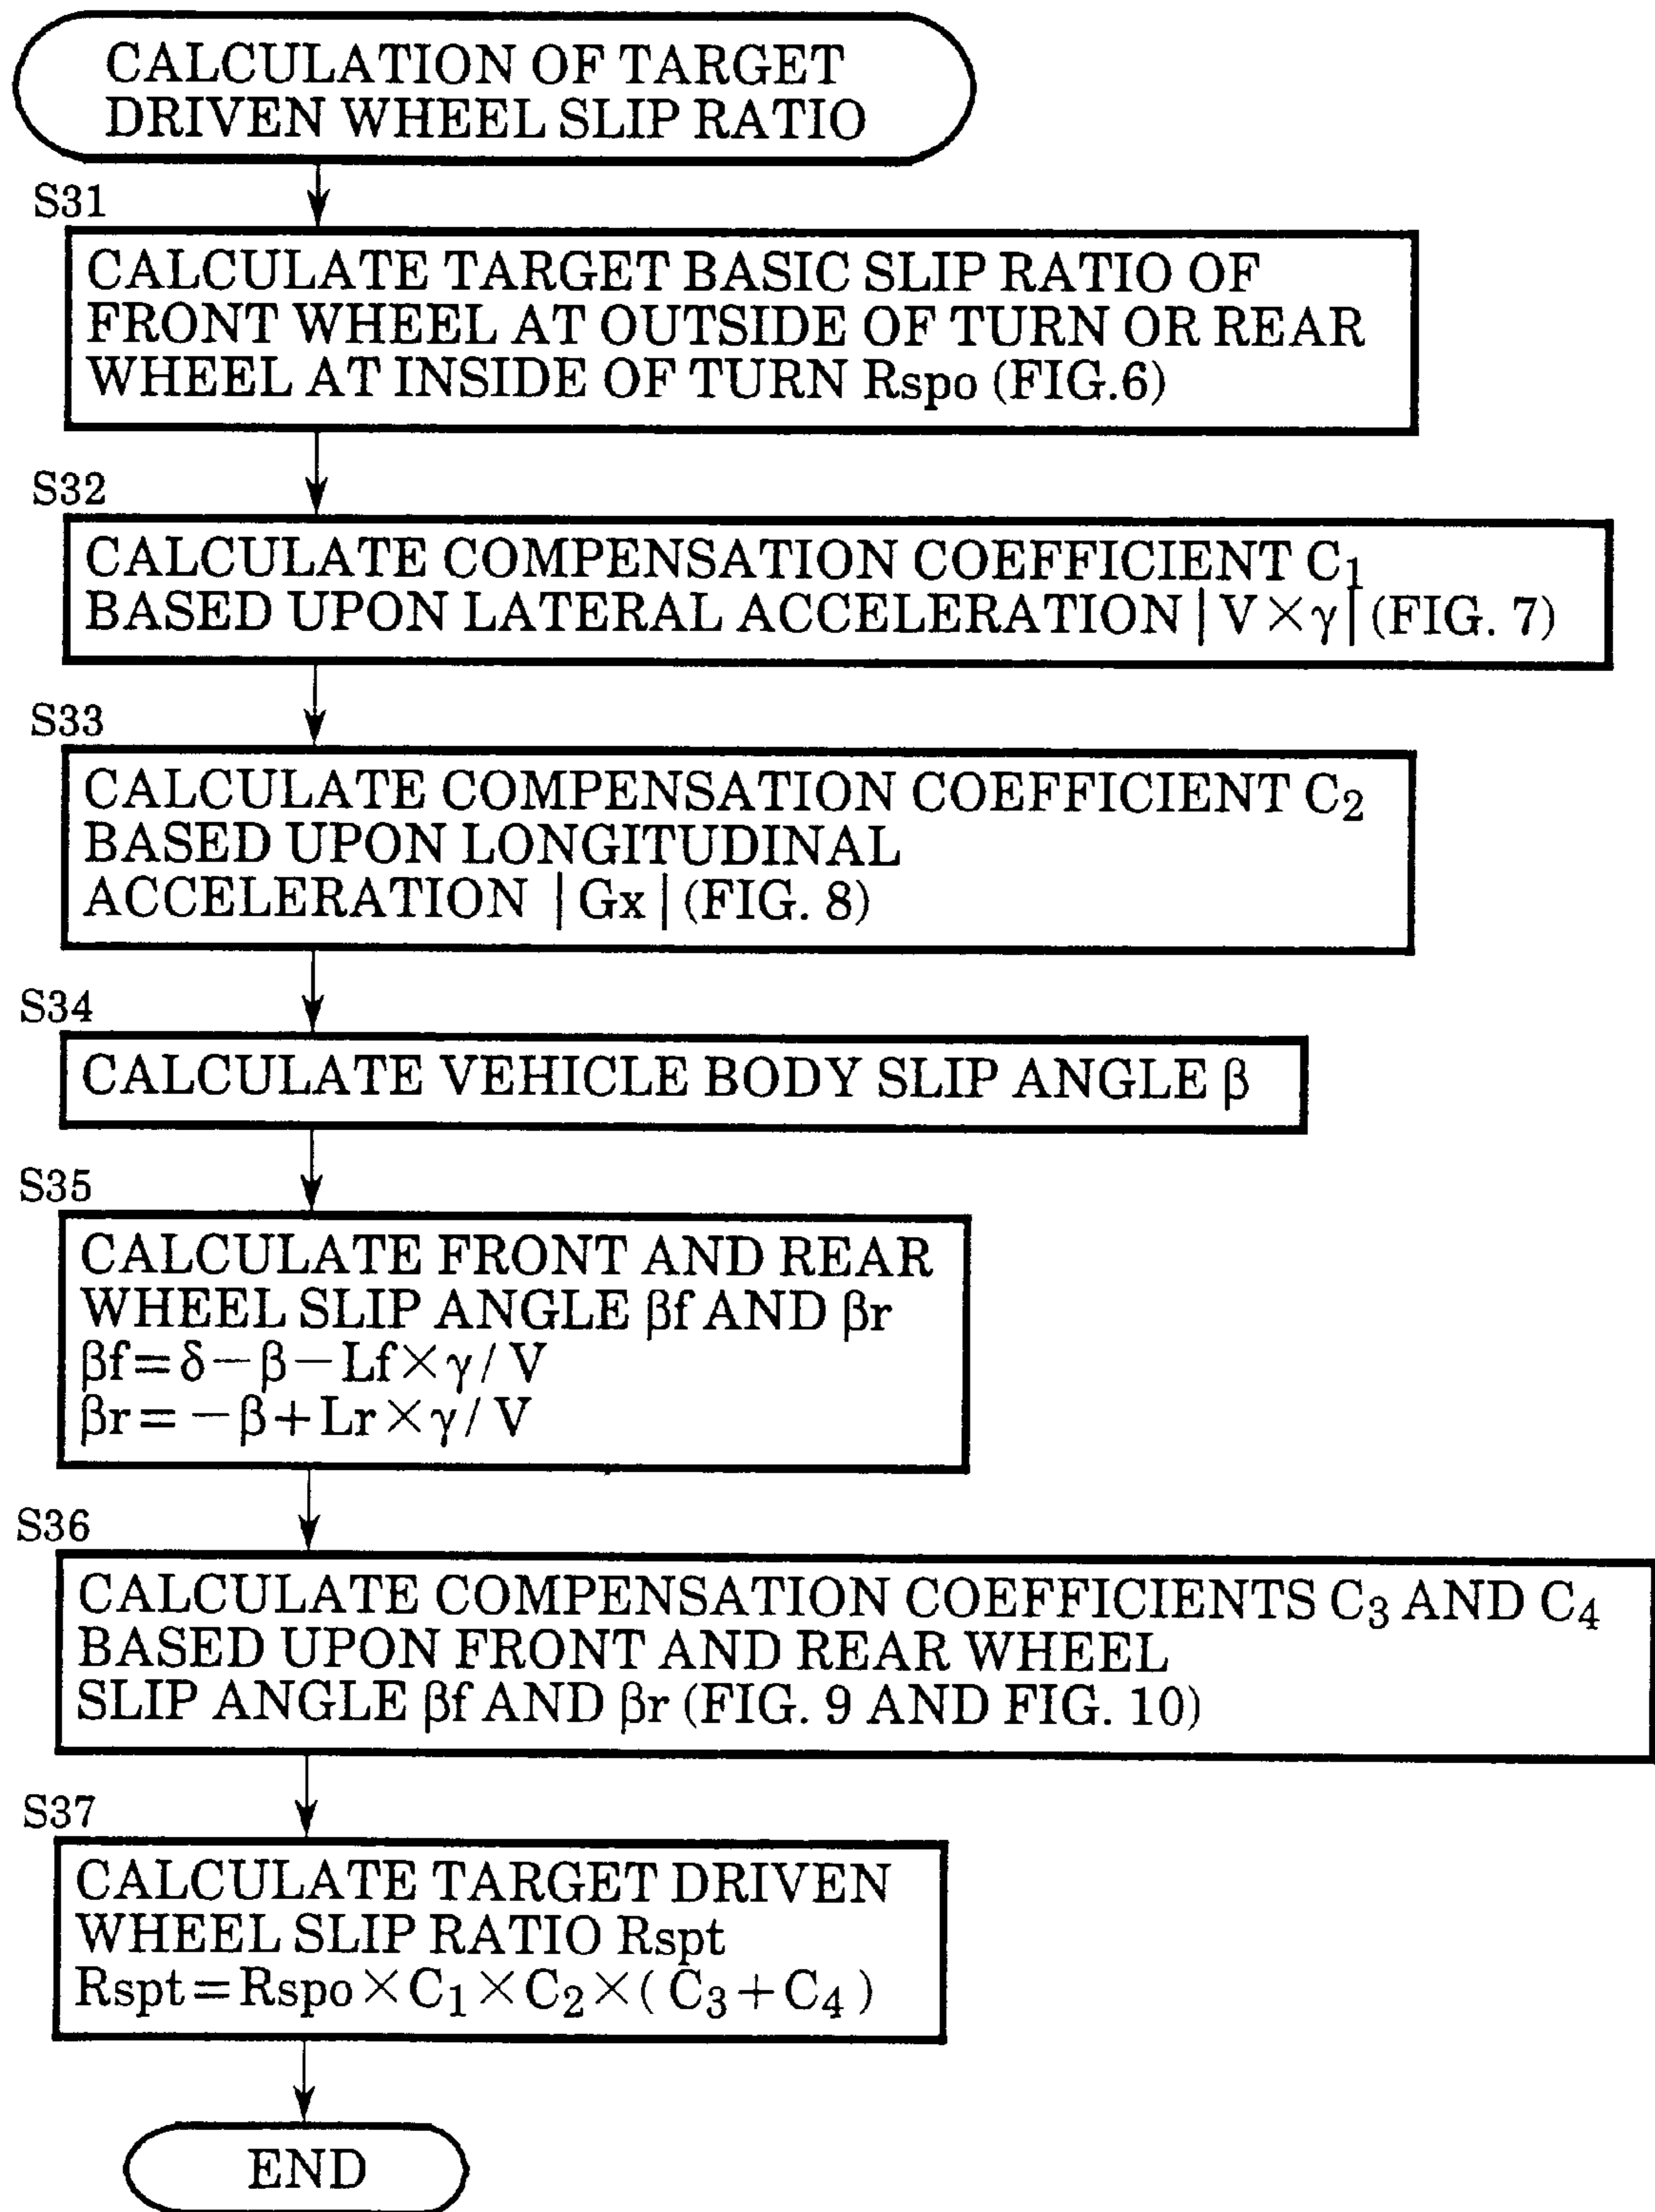 CALCULATION OF TARGET
DRIVEN WHEEL SLIP RATIO
S31
CALCULATE TARGET BASIC SLIP RATIO OF
FRONT WHEEL AT OUTSIDE OF TURN OR REAR
WHEEL AT INSIDE OF TURN Rspo (FIG.6)
S32
CALCULATE COMPENSATION COEFFICIENT C₁
BASED UPON LATERAL ACCELERATION |V×γ| (FIG. 7)
S33
CALCULATE COMPENSATION COEFFICIENT C₂
BASED UPON LONGITUDINAL
ACCELERATION |Gx| (FIG. 8)
S34
CALCULATE VEHICLE BODY SLIP ANGLE β
S35
CALCULATE FRONT AND REAR
WHEEL SLIP ANGLE βf AND βr
βf=δ−β−Lf×γ/V
βr=−β+Lr×γ/V
S36
CALCULATE COMPENSATION COEFFICIENTS C₃ AND C₄
BASED UPON FRONT AND REAR WHEEL
SLIP ANGLE βf AND βr (FIG. 9 AND FIG. 10)
S37
CALCULATE TARGET DRIVEN
WHEEL SLIP RATIO Rspt
Rspt=Rspo×C₁×C₂×(C₃+C₄)
END